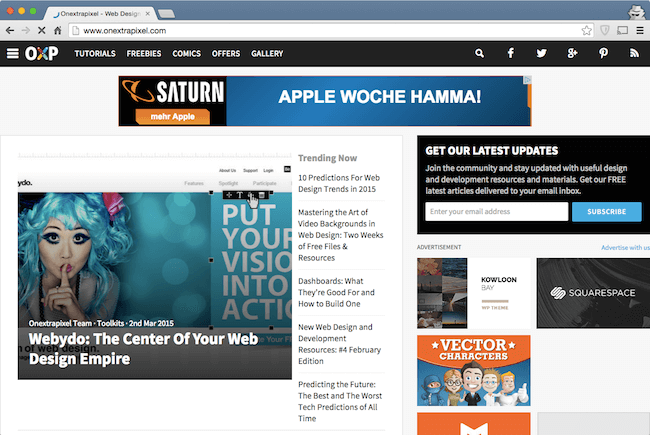 Onextrapixel - Web Design
www.onextrapixel.com
OXP TUTORIALS FREEBIES COMICS OFFERS GALLERY
SATURN
mehr Apple
APPLE WOCHE HAMMA!
About Us Support Login
ydo.
Features Spotlight Participate
PUT
YOUR
VISION
INTO
ACTION
Onextrapixel Team · Toolkits · 2nd Mar 2015
Webydo: The Center Of Your Web
Design Empire
Trending Now
10 Predictions For Web
Design Trends in 2015
Mastering the Art of
Video Backgrounds in
Web Design: Two Weeks
of Free Files &
Resources
Dashboards: What
They're Good For and
How to Build One
New Web Design and
Development
Resources: #4 February
Edition
Predicting the Future:
The Best and The Worst
Tech Predictions of All
Time
GET OUR LATEST UPDATES
Join the community and stay updated with useful design
and development resources and materials. Get our FREE
latest articles delivered to your email inbox.
Enter your email address
SUBSCRIBE
ADVERTISEMENT
Advertise with us
KOWLOON
BAY
WP THEME
SQUARESPACE
VECTOR
CHARACTERS